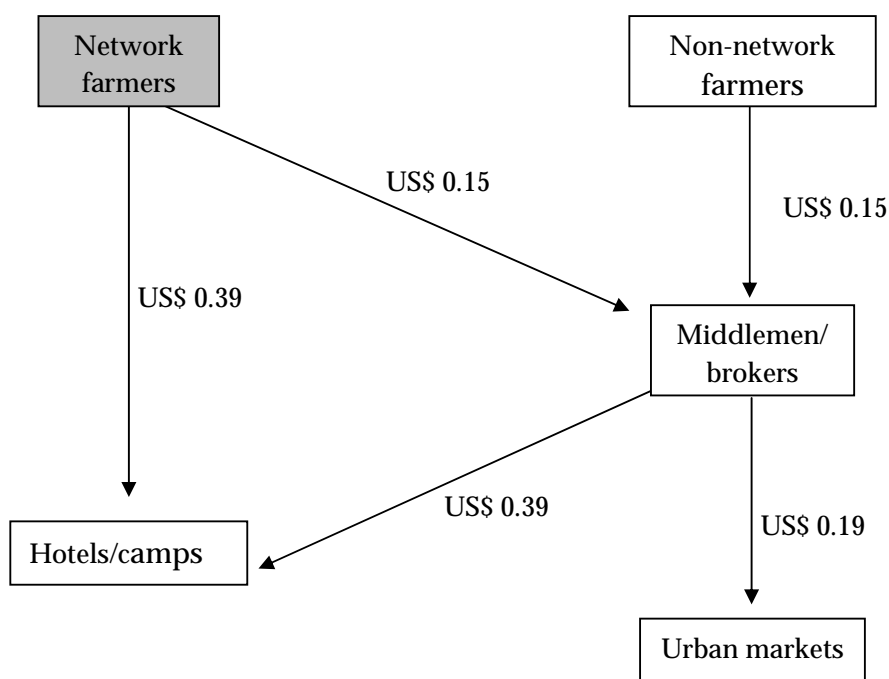 Network
farmers
Non-network
farmers
US$ 0.15
US$ 0.15
US$ 0.39
Middlemen/
brokers
US$ 0.39
US$ 0.19
Hotels/camps
Urban markets